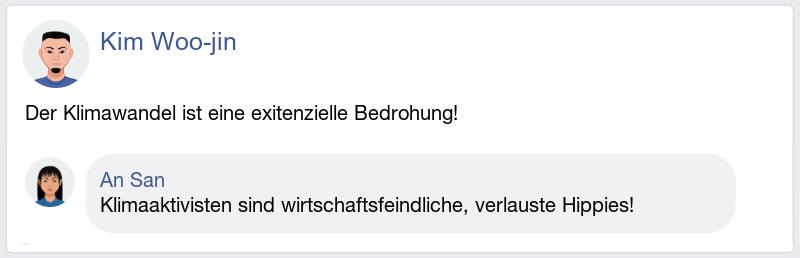 Kim Woo-jin
Der Klimawandel ist eine exitenzielle Bedrohung!
An San
Klimaaktivisten sind wirtschaftsfeindliche, verlauste Hippies!